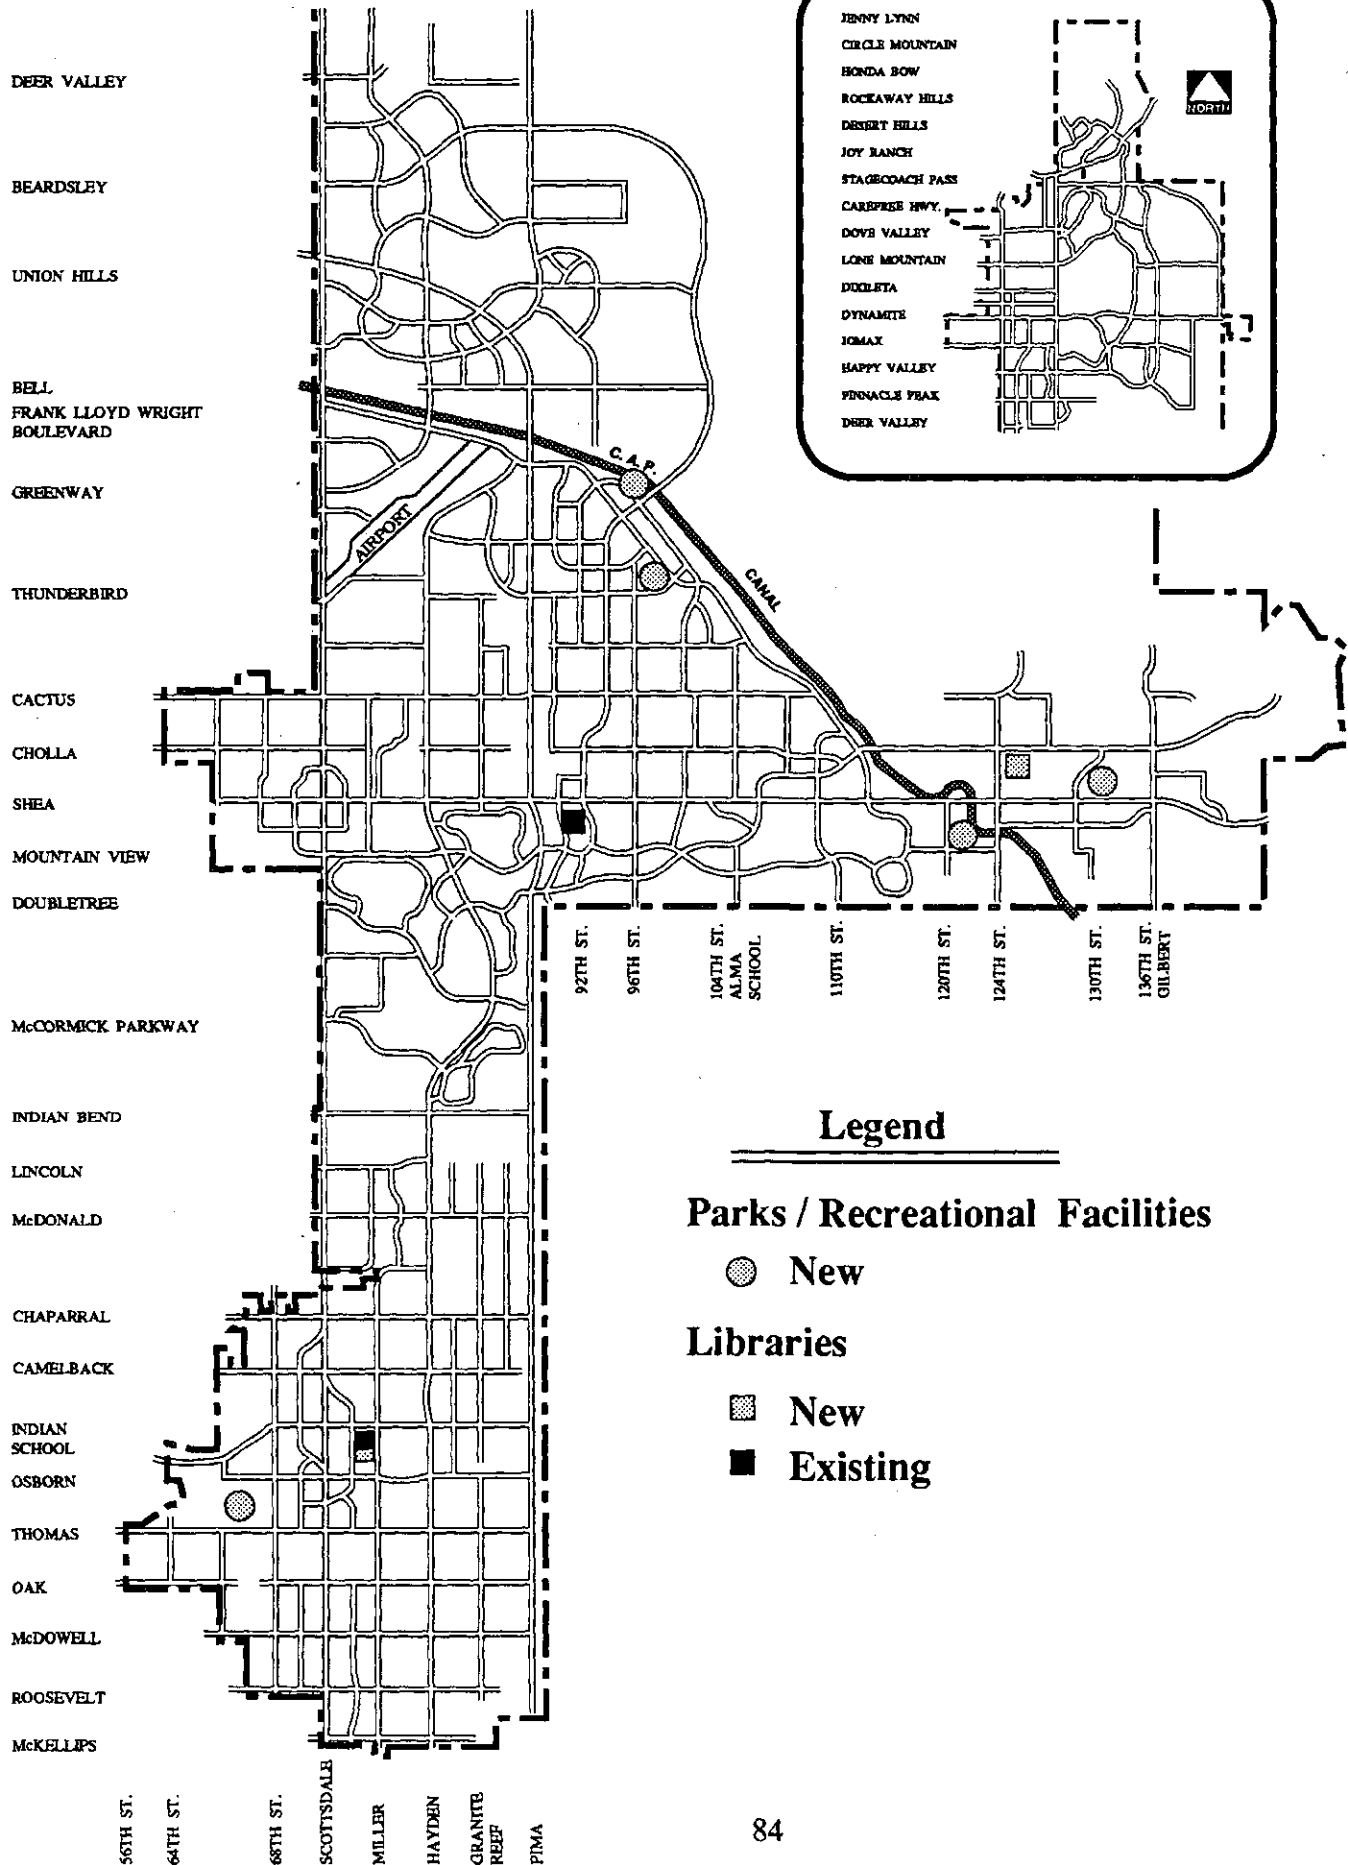 DEER VALLEY
BEARDSLEY
UNION HILLS
BELL
FRANK LLOYD WRIGHT
BOULEVARD
GREENWAY
THUNDERBIRD
CACTUS
CHOLLA
SHEA
MOUNTAIN VIEW
DOUBLETREE
McCORMICK PARKWAY
INDIAN BEND
LINCOLN
McDONALD
CHAPARRAL
CAMELBACK
INDIAN
SCHOOL
OSBORN
THOMAS
OAK
McDOWELL
ROOSEVELT
McKELLIPS
JENNY LYNN
CIRCLE MOUNTAIN
HONDA BOW
ROCKAWAY HILLS
DESERT HILLS
JOY RANCH
STAGECOACH PASS
CAREFREE HWY.
DOVE VALLEY
LONE MOUNTAIN
DIXILETA
DYNAMITE
JOMAX
HAPPY VALLEY
PINNACLE PEAK
DEER VALLEY
NORTH
C. A. P.
CANAL
AIRPORT
92TH ST.
96TH ST.
104TH ST.
ALMA
SCHOOL
110TH ST.
120TH ST.
124TH ST.
130TH ST.
136TH ST.
GILBERT
Legend
Parks / Recreational Facilities
New
Libraries
New
Existing
56TH ST.
64TH ST.
68TH ST.
SCOTTSDALE
MILLER
HAYDEN
GRANITE
REEF
PIMA
84